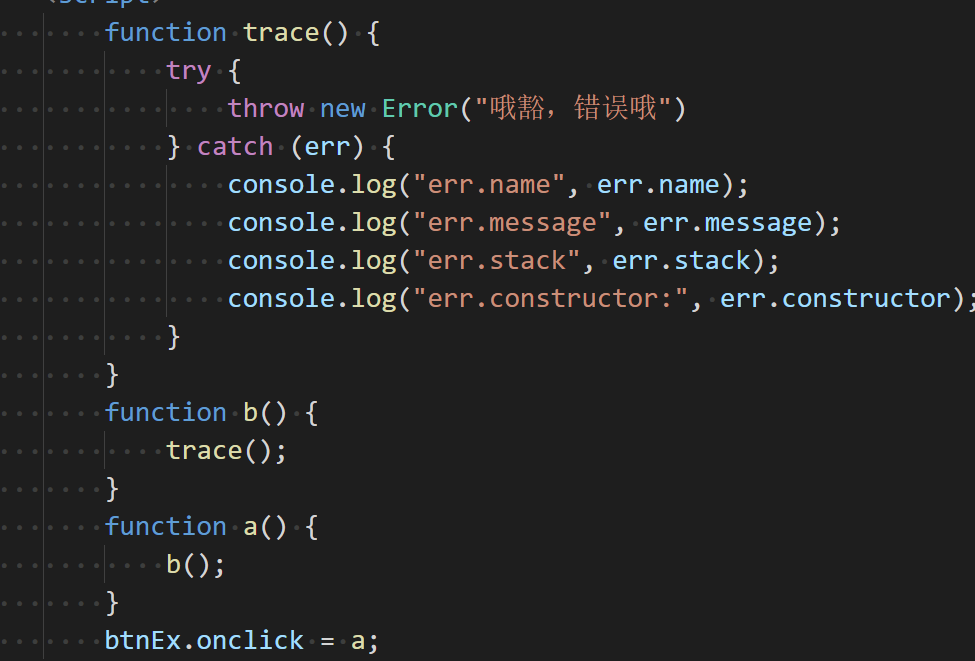 <script>
function trace() {
try {
throw new Error("哦豁，错误哦")
} catch (err) {
console.log("err.name", err.name);
console.log("err.message", err.message);
console.log("err.stack", err.stack);
console.log("err.constructor:", err.constructor);
}
}
function b() {
trace();
}
function a() {
b();
}
btnEx.onclick = a;